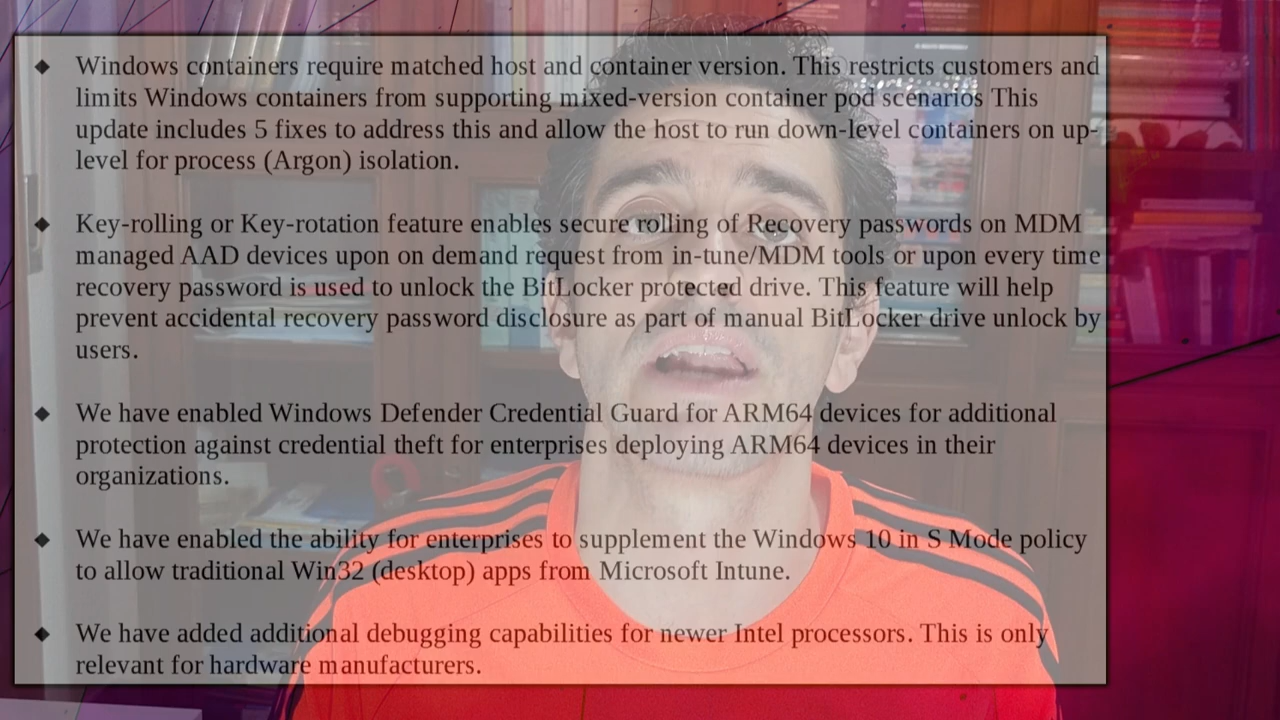 ◆ Windows containers require matched host and container version. This restricts customers and
limits Windows containers from supporting mixed-version container pod scenarios This
update includes 5 fixes to address this and allow the host to run down-level containers on up-
level for process (Argon) isolation.
◆ Key-rolling or Key-rotation feature enables secure rolling of Recovery passwords on MDM
managed AAD devices upon on demand request from in-tune/MDM tools or upon every time
recovery password is used to unlock the BitLocker protected drive. This feature will help
prevent accidental recovery password disclosure as part of manual BitLocker drive unlock by
users.
◆ We have enabled Windows Defender Credential Guard for ARM64 devices for additional
protection against credential theft for enterprises deploying ARM64 devices in their
organizations.
◆ We have enabled the ability for enterprises to supplement the Windows 10 in S Mode policy
to allow traditional Win32 (desktop) apps from Microsoft Intune.
◆ We have added additional debugging capabilities for newer Intel processors. This is only
relevant for hardware manufacturers.